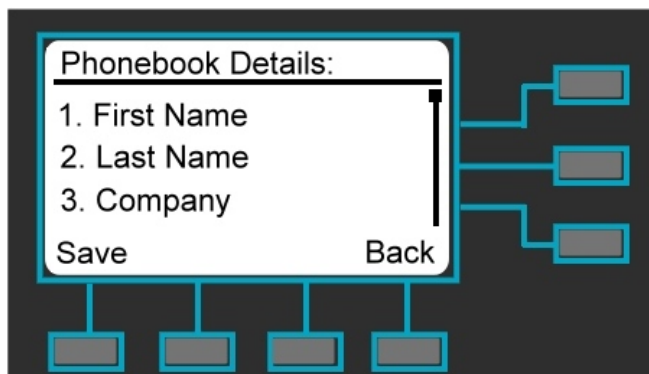 Phonebook Details:
1. First Name
2. Last Name
3. Company
Save Back